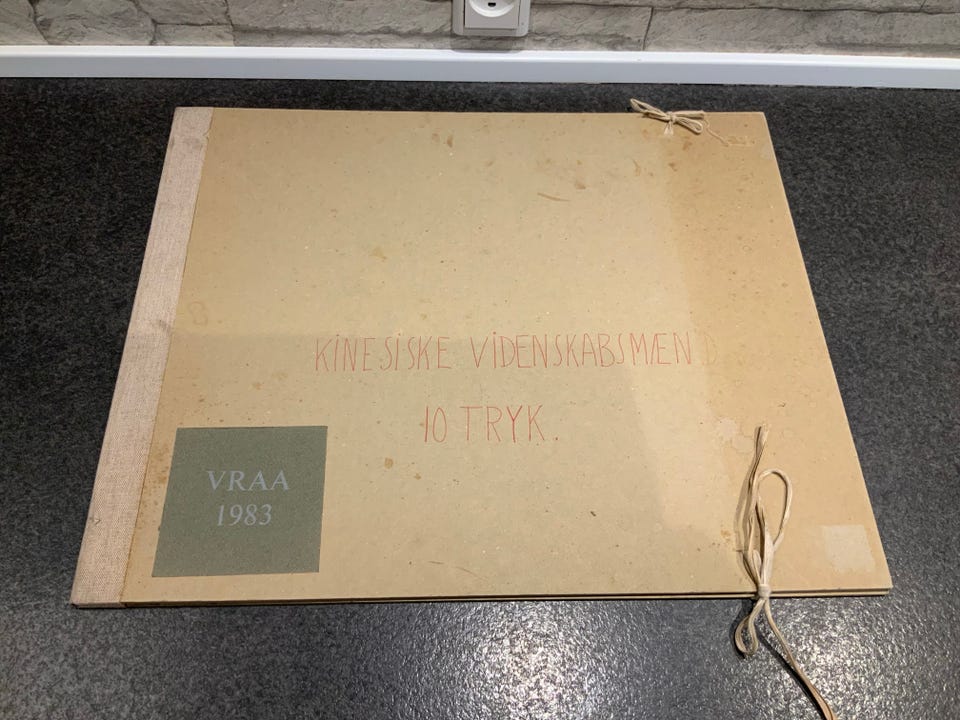 KINESISKE VIDENSKABSMÆND
10 TRYK.
VRAA
1983